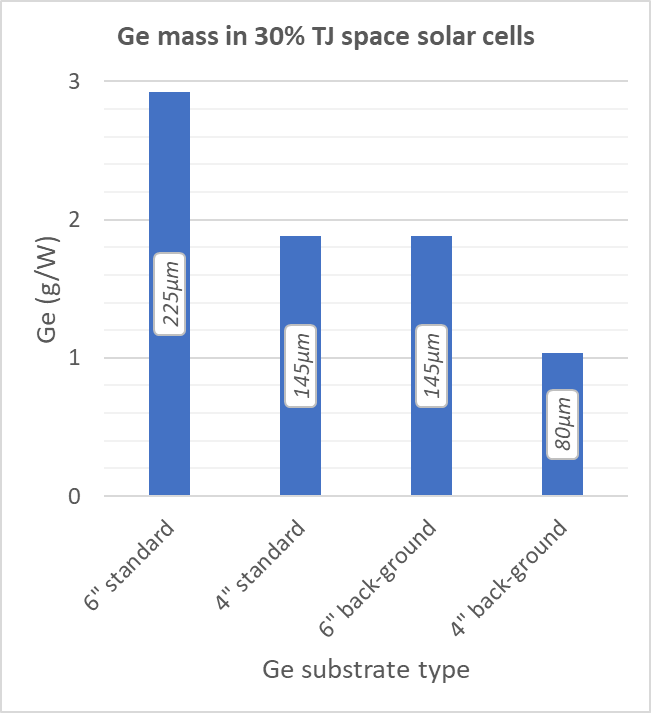 Ge mass in 30% TJ space solar cells
3
2
1
0
Ge (g/W)
225µm
145µm
145µm
80µm
6" standard
4" standard
6" back-ground
4" back-ground
Ge substrate type